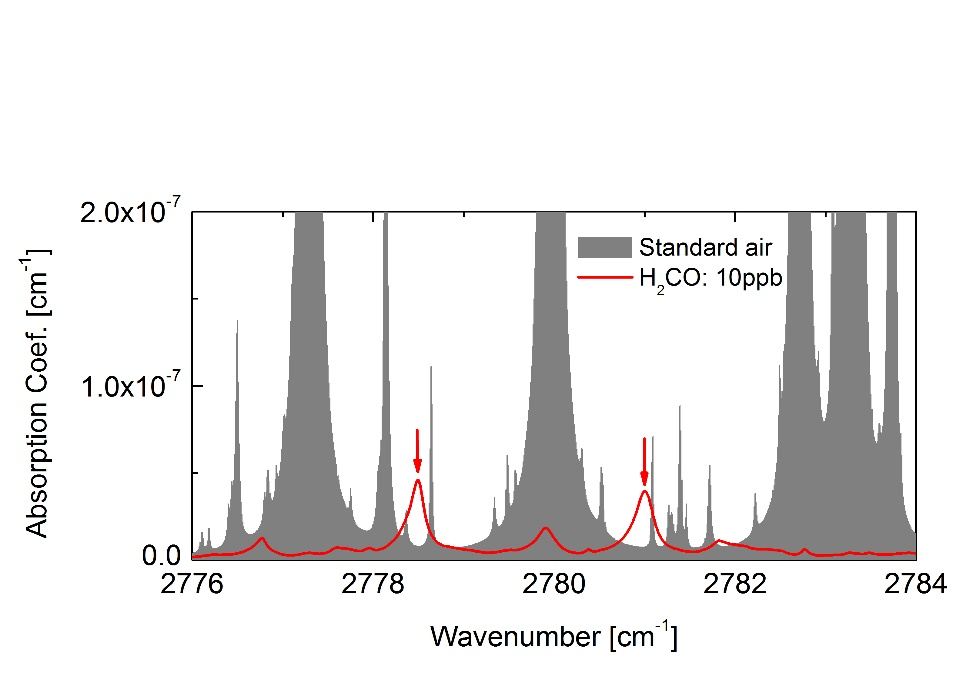 2.0x10⁻⁷
Standard air
H₂CO: 10ppb
1.0x10⁻⁷
0.0
Absorption Coef. [cm⁻¹]
2776 2778 2780 2782 2784
Wavenumber [cm⁻¹]